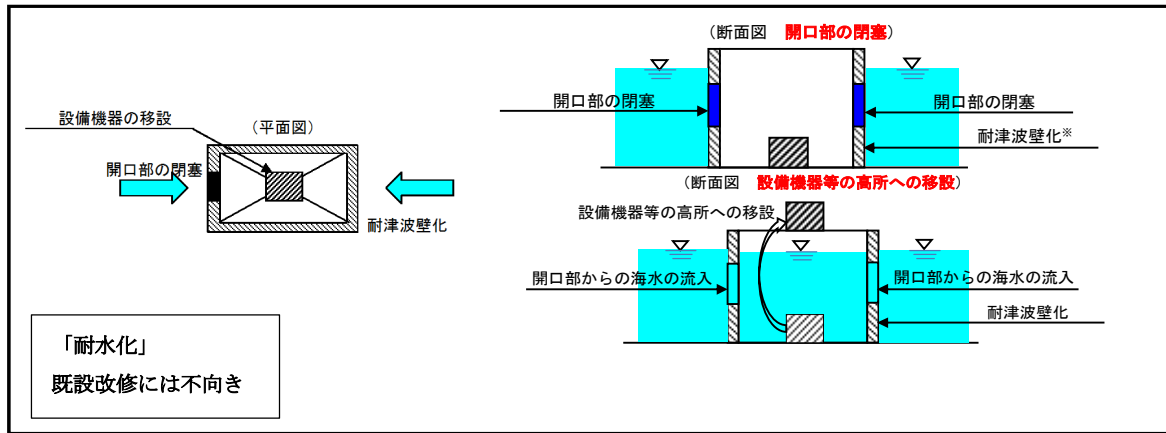 設備機器の移設
（平面図）
開口部の閉塞
耐津波壁化
（断面図　開口部の閉塞）
開口部の閉塞
開口部の閉塞
耐津波壁化※
（断面図　設備機器等の高所への移設）
設備機器等の高所への移設
開口部からの海水の流入
開口部からの海水の流入
耐津波壁化
「耐水化」
既設改修には不向き